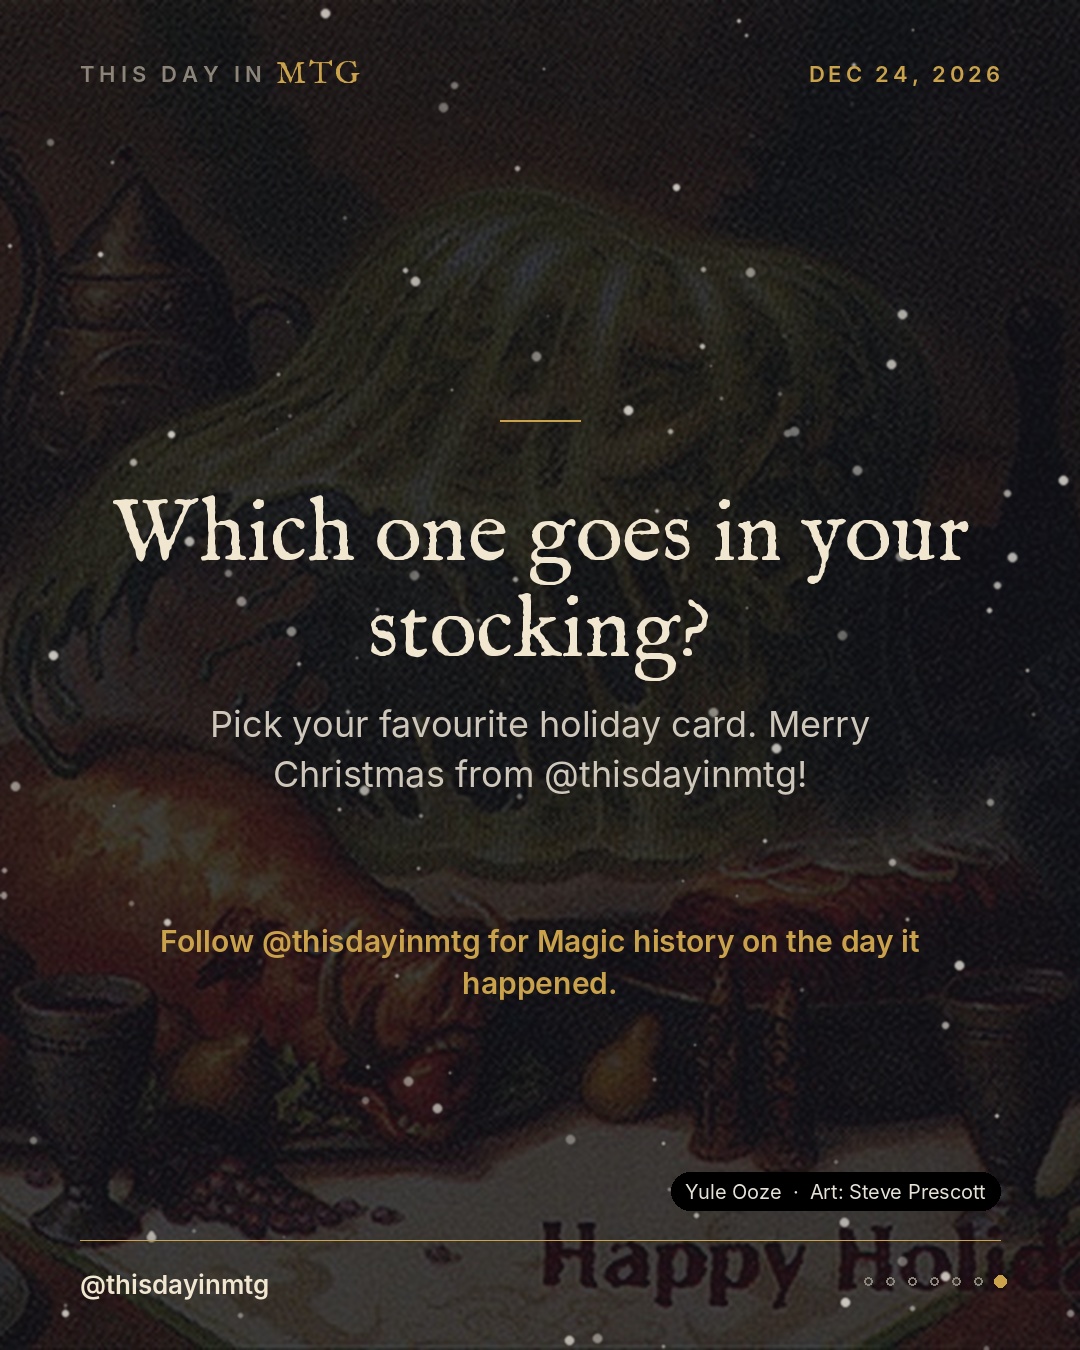 THIS DAY IN MTG
DEC 24, 2026
Which one goes in your
stocking?
Pick your favourite holiday card. Merry
Christmas from @thisdayinmtg!
Follow @thisdayinmtg for Magic history on the day it
happened.
Yule Ooze · Art: Steve Prescott
Happy Holida
@thisdayinmtg